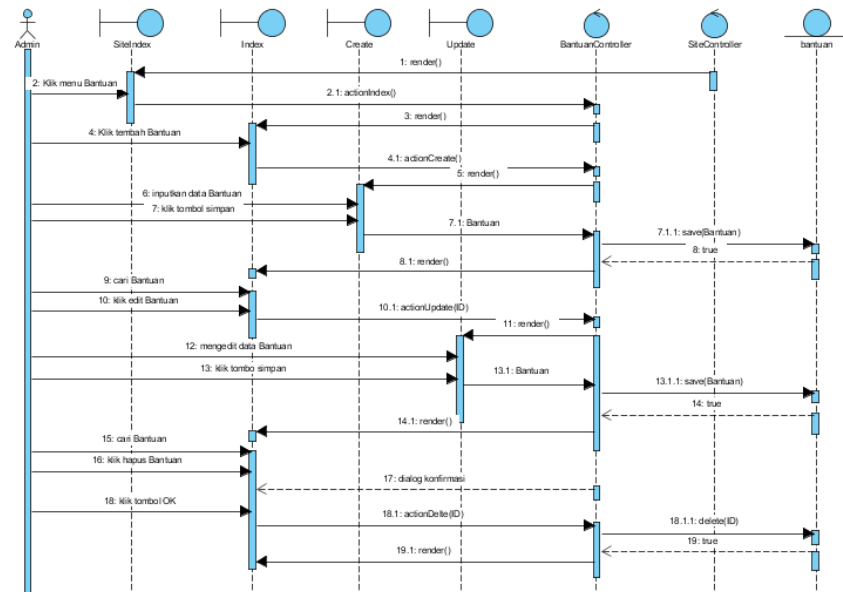 Admin
SiteIndex
Index
Create
Update
BantuanController
SiteController
bantuan
1: render()
2: Klik menu Bantuan
2.1: actionIndex()
3: render()
4: Klik tembah Bantuan
4.1: actionCreate()
5: render()
6: inputkan data Bantuan
7: klik tombol simpan
7.1: Bantuan
7.1.1: save(Bantuan)
8: true
8.1: render()
9: cari Bantuan
10: klik edit Bantuan
10.1: actionUpdate(ID)
11: render()
12: mengedit data Bantuan
13: klik tombo simpan
13.1: Bantuan
13.1.1: save(Bantuan)
14: true
14.1: render()
15: cari Bantuan
16: klik hapus Bantuan
17: dialog konfirmasi
18: klik tombol OK
18.1: actionDelte(ID)
18.1.1: delete(ID)
19: true
19.1: render()